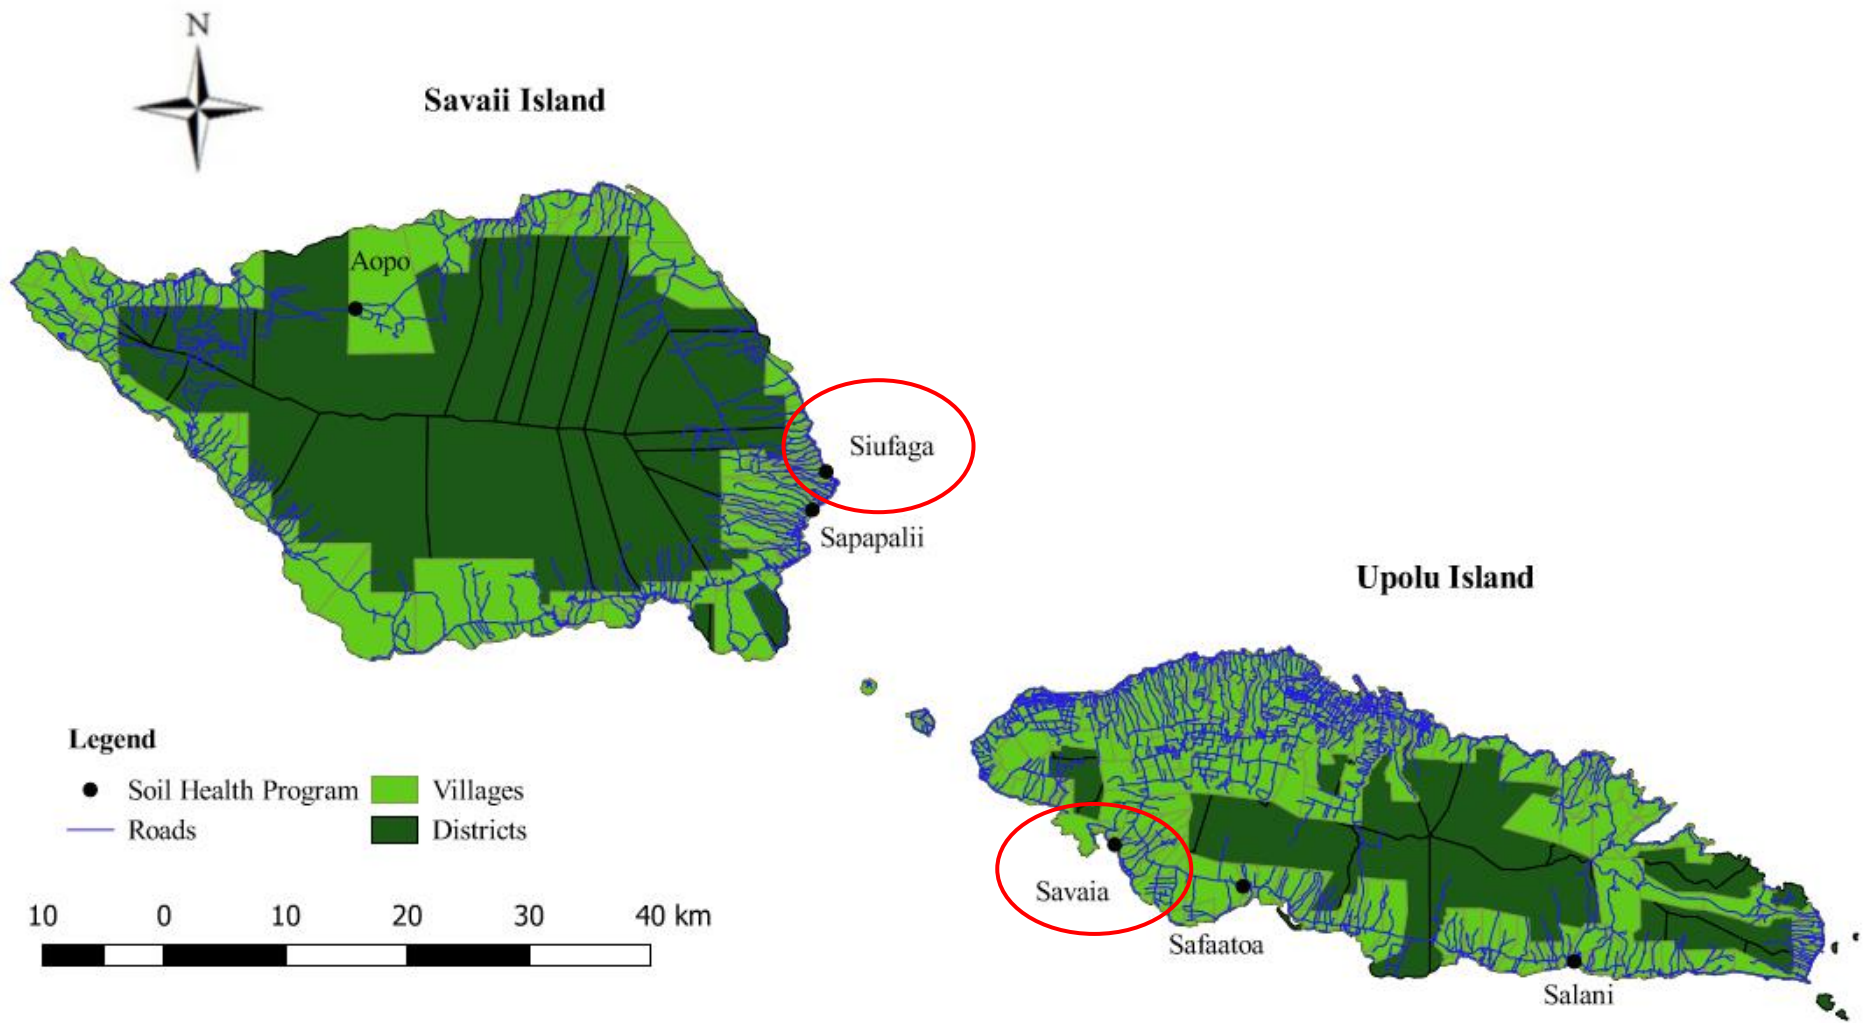 N
Savaii Island
Aopo
Siufaga
Sapapalii
Upolu Island
Legend
Soil Health Program
Villages
Roads
Districts
Savaia
10 0 10 20 30 40 km
Safaatoa
Salani